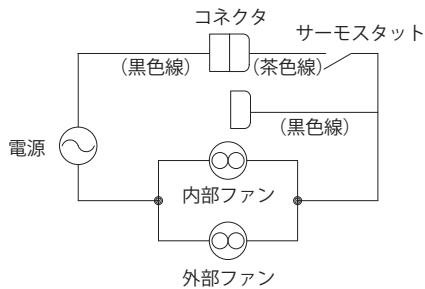 コネクタ
サーモスタット
(黒色線)
(茶色線)
(黒色線)
電源
内部ファン
外部ファン